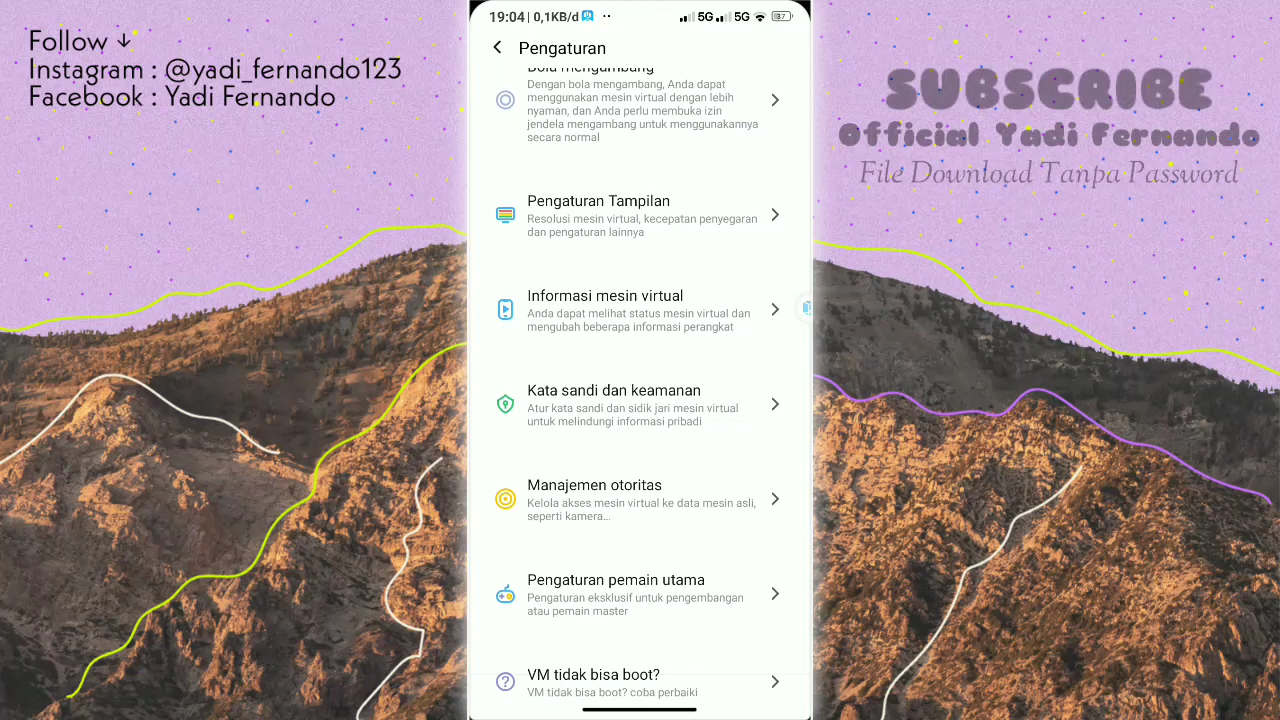 Follow ↓
Instagram : @yadi_fernando123
Facebook : Yadi Fernando
SUBSCRIBE
Official Yadi Fernando
File Download Tanpa Password
19:04 | 0,1KB/d
5G 5G 37
Pengaturan
Bola mengambang
Dengan bola mengambang, Anda dapat
menggunakan mesin virtual dengan lebih
nyaman, dan Anda perlu membuka izin
jendela mengambang untuk menggunakannya
secara normal
Pengaturan Tampilan
Resolusi mesin virtual, kecepatan penyegaran
dan pengaturan lainnya
Informasi mesin virtual
Anda dapat melihat status mesin virtual dan
mengubah beberapa informasi perangkat
Kata sandi dan keamanan
Atur kata sandi dan sidik jari mesin virtual
untuk melindungi informasi pribadi
Manajemen otoritas
Kelola akses mesin virtual ke data mesin asli,
seperti kamera...
Pengaturan pemain utama
Pengaturan eksklusif untuk pengembangan
atau pemain master
VM tidak bisa boot?
VM tidak bisa boot? coba perbaiki